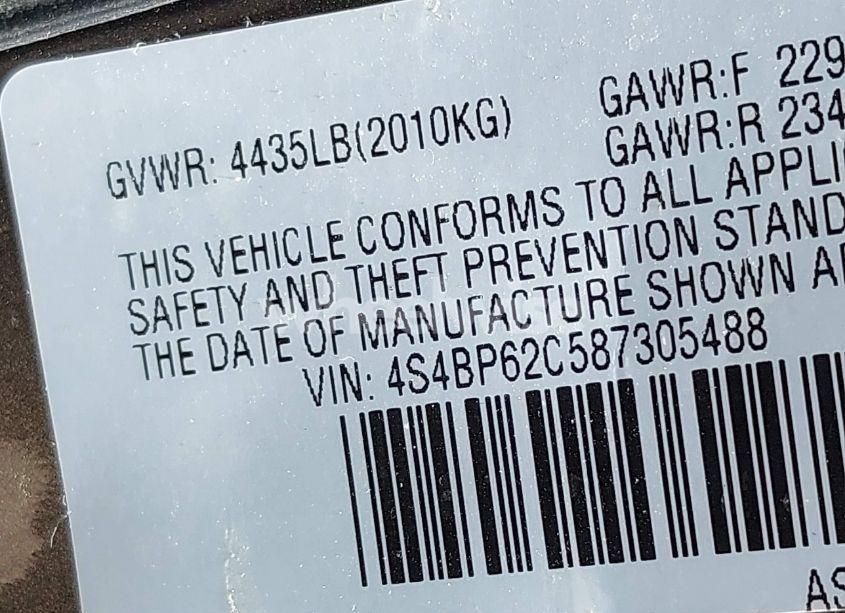 GVWR: 4435LB(2010KG) GAWR:F 229
GAWR:R 234
THIS VEHICLE CONFORMS TO ALL APPLI
SAFETY AND THEFT PREVENTION STAND
THE DATE OF MANUFACTURE SHOWN A
VIN: 4S4BP62C587305488
AS